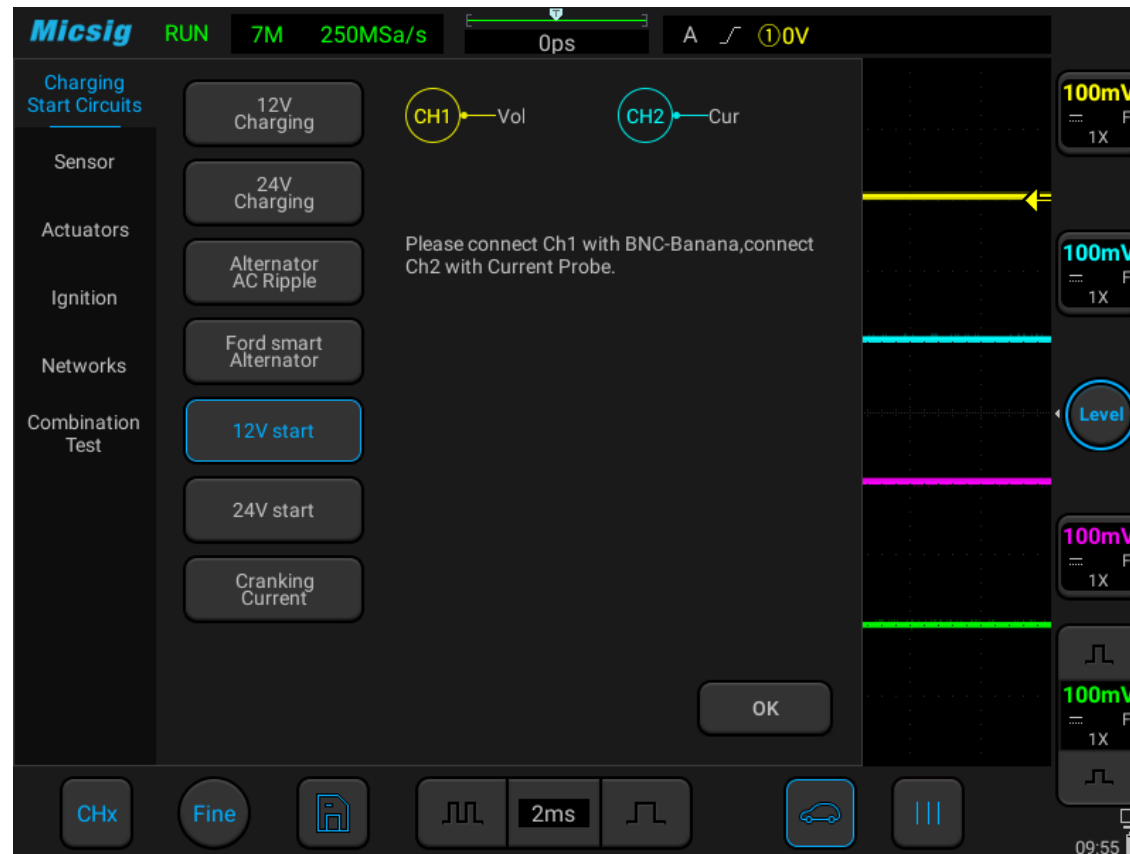 Micsig RUN 7M 250MSa/s T 0ps A ①0V
Charging
Start Circuits
Sensor
Actuators
Ignition
Networks
Combination
Test
12V
Charging
24V
Charging
Alternator
AC Ripple
Ford smart
Alternator
12V start
24V start
Cranking
Current
CH1 Vol CH2 Cur
Please connect Ch1 with BNC-Banana,connect
Ch2 with Current Probe.
OK
100mV
F
1X
100mV
F
1X
Level
100mV
F
1X
100mV
F
1X
CHx Fine 2ms
09:55